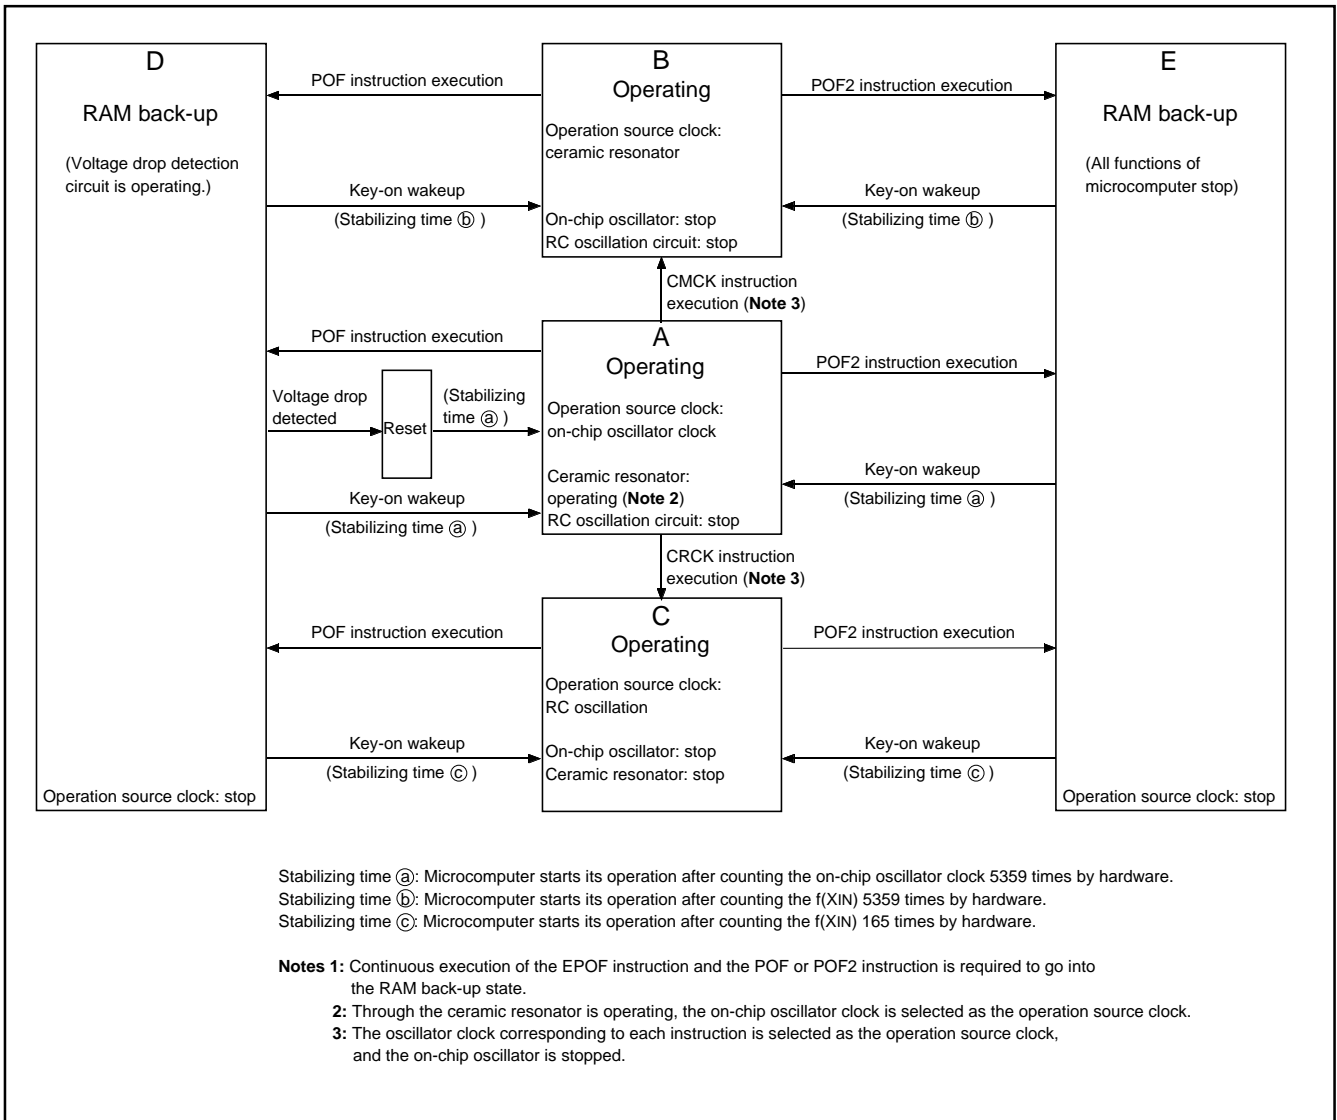 D
RAM back-up
(Voltage drop detection
circuit is operating.)
Operation source clock: stop
POF instruction execution
Key-on wakeup
(Stabilizing time ⓑ )
B
Operating
Operation source clock:
ceramic resonator
On-chip oscillator: stop
RC oscillation circuit: stop
POF2 instruction execution
Key-on wakeup
(Stabilizing time ⓑ )
E
RAM back-up
(All functions of
microcomputer stop)
Operation source clock: stop
CMCK instruction
execution (Note 3)
POF instruction execution
Voltage drop
detected
Reset
(Stabilizing
time ⓐ )
Key-on wakeup
(Stabilizing time ⓐ )
A
Operating
Operation source clock:
on-chip oscillator clock
Ceramic resonator:
operating (Note 2)
RC oscillation circuit: stop
POF2 instruction execution
Key-on wakeup
(Stabilizing time ⓐ )
CRCK instruction
execution (Note 3)
POF instruction execution
Key-on wakeup
(Stabilizing time ⓒ )
C
Operating
Operation source clock:
RC oscillation
On-chip oscillator: stop
Ceramic resonator: stop
POF2 instruction execution
Key-on wakeup
(Stabilizing time ⓒ )
Stabilizing time ⓐ: Microcomputer starts its operation after counting the on-chip oscillator clock 5359 times by hardware.
Stabilizing time ⓑ: Microcomputer starts its operation after counting the f(XIN) 5359 times by hardware.
Stabilizing time ⓒ: Microcomputer starts its operation after counting the f(XIN) 165 times by hardware.
Notes 1: Continuous execution of the EPOF instruction and the POF or POF2 instruction is required to go into
the RAM back-up state.
2: Through the ceramic resonator is operating, the on-chip oscillator clock is selected as the operation source clock.
3: The oscillator clock corresponding to each instruction is selected as the operation source clock,
and the on-chip oscillator is stopped.